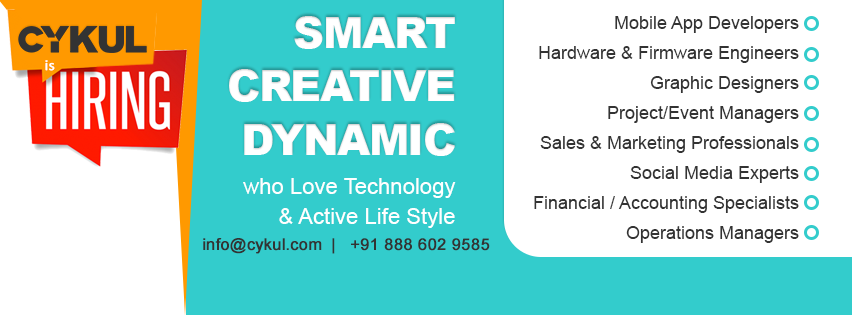 CYKUL
is
HIRING
SMART
CREATIVE
DYNAMIC
who Love Technology
& Active Life Style
info@cykul.com | +91 888 602 9585
Mobile App Developers
Hardware & Firmware Engineers
Graphic Designers
Project/Event Managers
Sales & Marketing Professionals
Social Media Experts
Financial / Accounting Specialists
Operations Managers